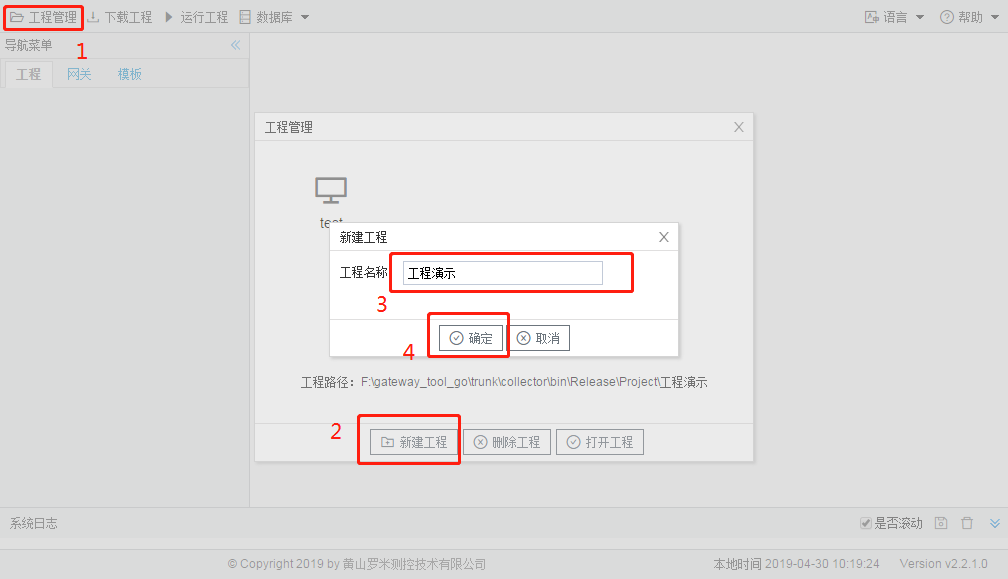 工程管理 下载工程 运行工程 数据库 语言 帮助
导航菜单 1
工程 网关 模板
工程管理
test
新建工程
工程名称 工程演示
3
确定 取消
4
工程路径: F:\gateway_tool_go\trunk\collector\bin\Release\Project\工程演示
2
新建工程 删除工程 打开工程
系统日志 是否滚动
© Copyright 2019 by 黄山罗米测控技术有限公司 本地时间 2019-04-30 10:19:24 Version v2.2.1.0